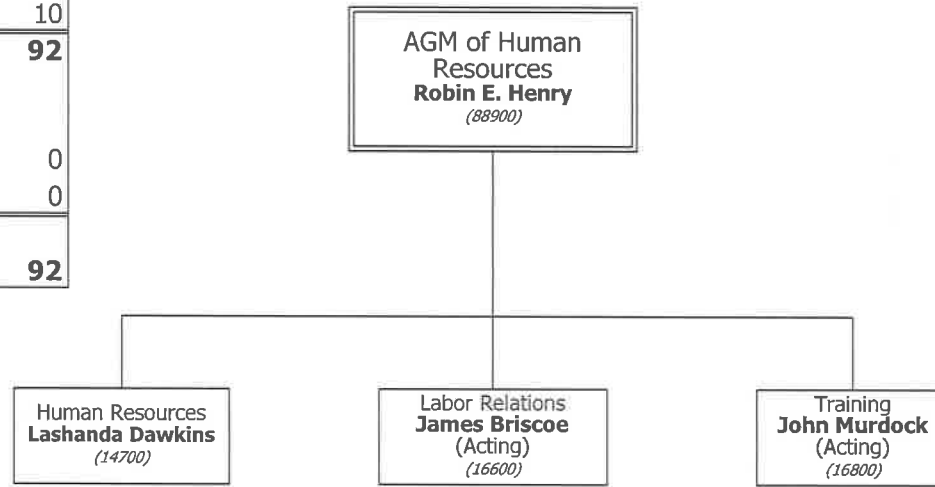 10
92
0
0
92
AGM of Human
Resources
Robin E. Henry
(88900)
Human Resources
Lashanda Dawkins
(14700)
Labor Relations
James Briscoe
(Acting)
(16600)
Training
John Murdock
(Acting)
(16800)